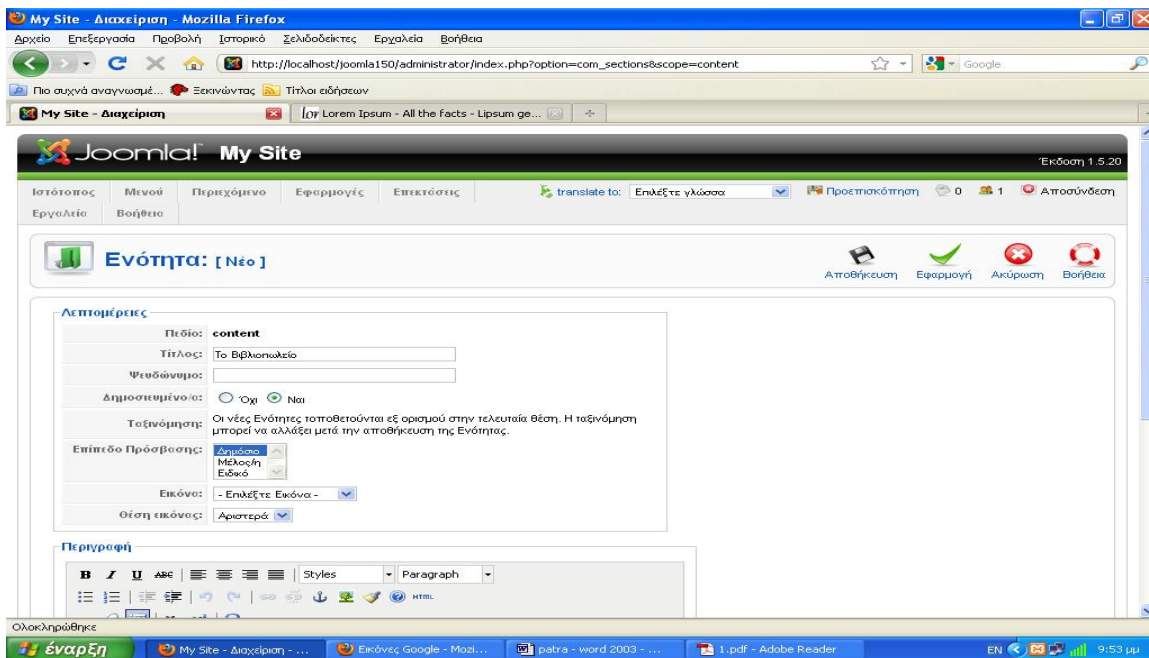 My Site - Διαχείριση - Mozilla Firefox
Αρχείο Επεξεργασία Προβολή Ιστορικό Σελιδοδείκτες Εργαλεία Βοήθεια
http://localhost/joomla150/administrator/index.php?option=com_sections&scope=content Google
Πιο συχνά αναγνωσμέ... Ξεκινώντας Τίτλοι ειδήσεων
My Site - Διαχείριση Lorem Ipsum - All the facts - Lipsum ge...
Joomla! My Site
Έκδοση 1.5.20
Ιστότοπος Μενού Περιεχόμενο Εφαρμογές Επεκτάσεις translate to: Επιλέξτε γλώσσα Προεπισκόπηση 0 1 Αποσύνδεση
Εργαλεία Βοήθεια
Ενότητα: [ Νέο ]
Αποθήκευση Εφαρμογή Ακύρωση Βοήθεια
Λεπτομέρειες
Πεδίο: content
Τίτλος: Το Βιβλιοπωλείο
Ψευδώνυμο:
Δημοσιευμένο/α: Όχι Ναι
Ταξινόμηση: Οι νέες Ενότητες τοποθετούνται εξ ορισμού στην τελευταία θέση. Η ταξινόμηση
μπορεί να αλλάξει μετά την αποθήκευση της Ενότητας.
Επίπεδο Πρόσβασης: Δημόσιο
Μέλος/η
Ειδικό
Εικόνα: - Επιλέξτε Εικόνα -
Θέση εικόνας: Αριστερά
Περιγραφή
B I U ABC Styles Paragraph
HTML
Ολοκληρώθηκε
έναρξη My Site - Διαχείριση - ... Εικόνες Google - Mozi... patra - word 2003 - ... 1.pdf - Adobe Reader EN 9:53 μμ